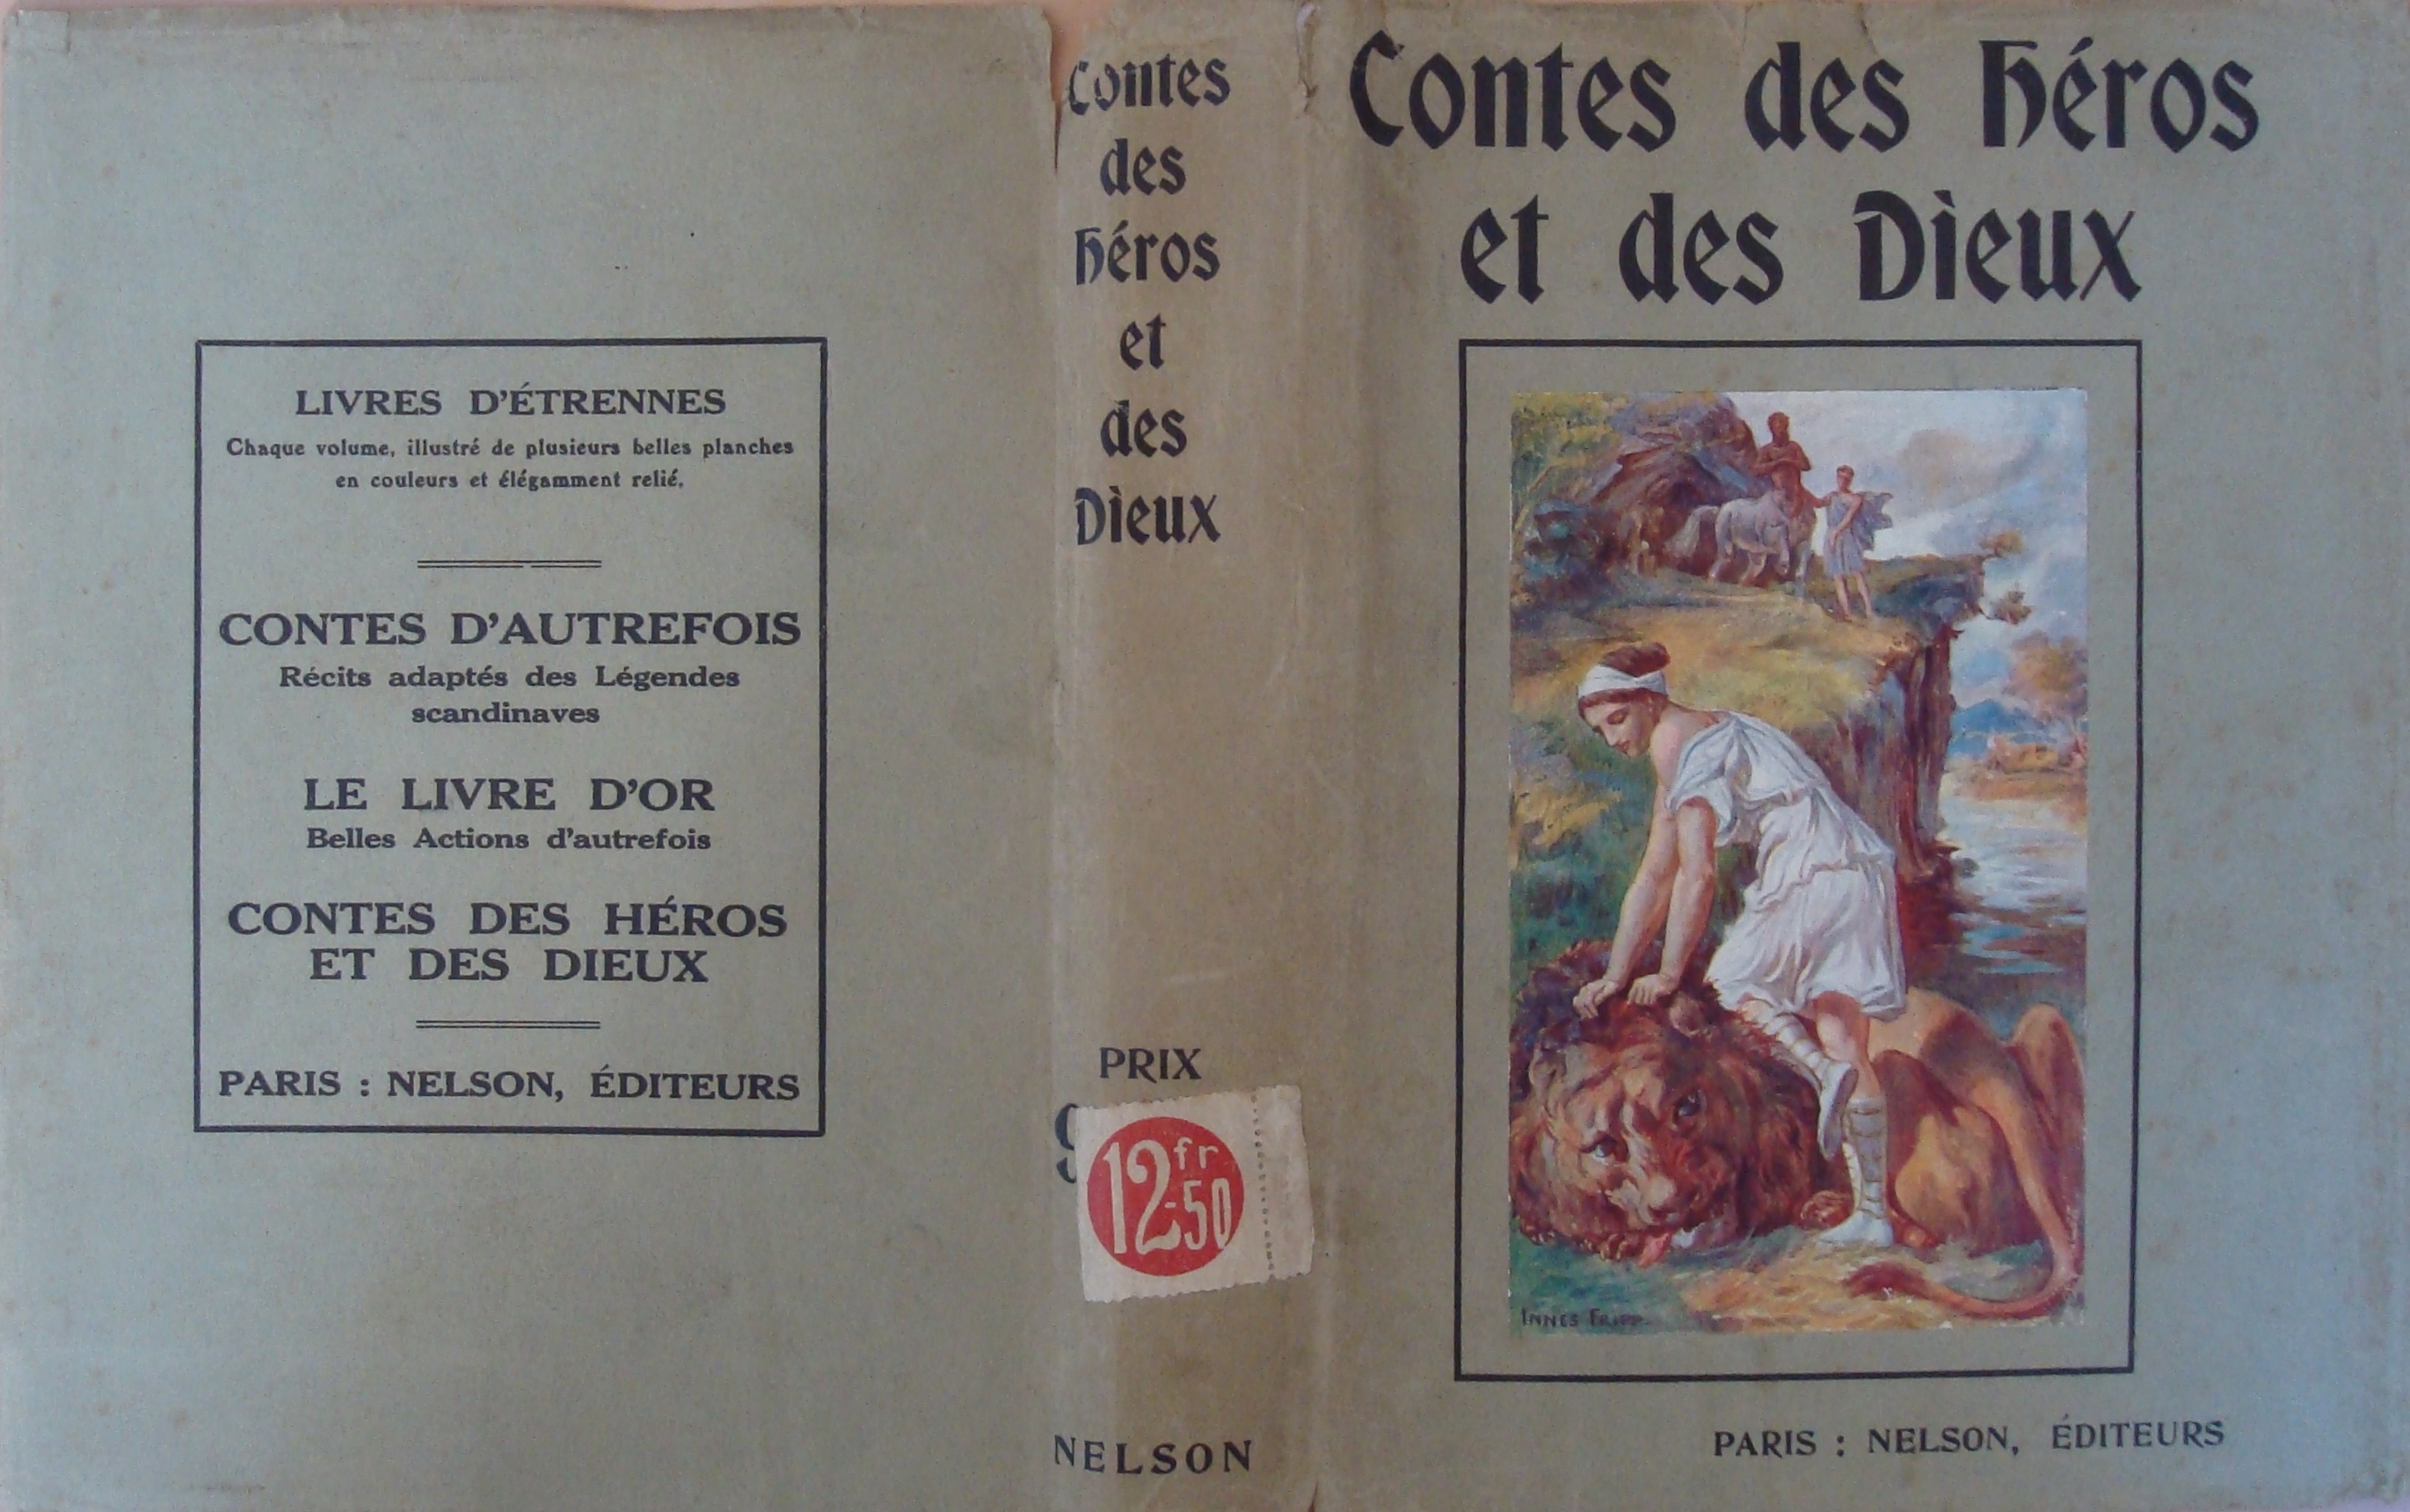 LIVRES D'ÉTRENNES
Chaque volume, illustré de plusieurs belles planches
en couleurs et élégamment relié.
CONTES D'AUTREFOIS
Récits adaptés des Légendes
scandinaves
LE LIVRE D'OR
Belles Actions d'autrefois
CONTES DES HÉROS
ET DES DIEUX
PARIS : NELSON, ÉDITEURS
Contes
des
Héros
et
des
Dieux
PRIX
12fr-50
NELSON
Contes des Héros
et des Dieux
INNES FRIPP.
PARIS : NELSON, ÉDITEURS